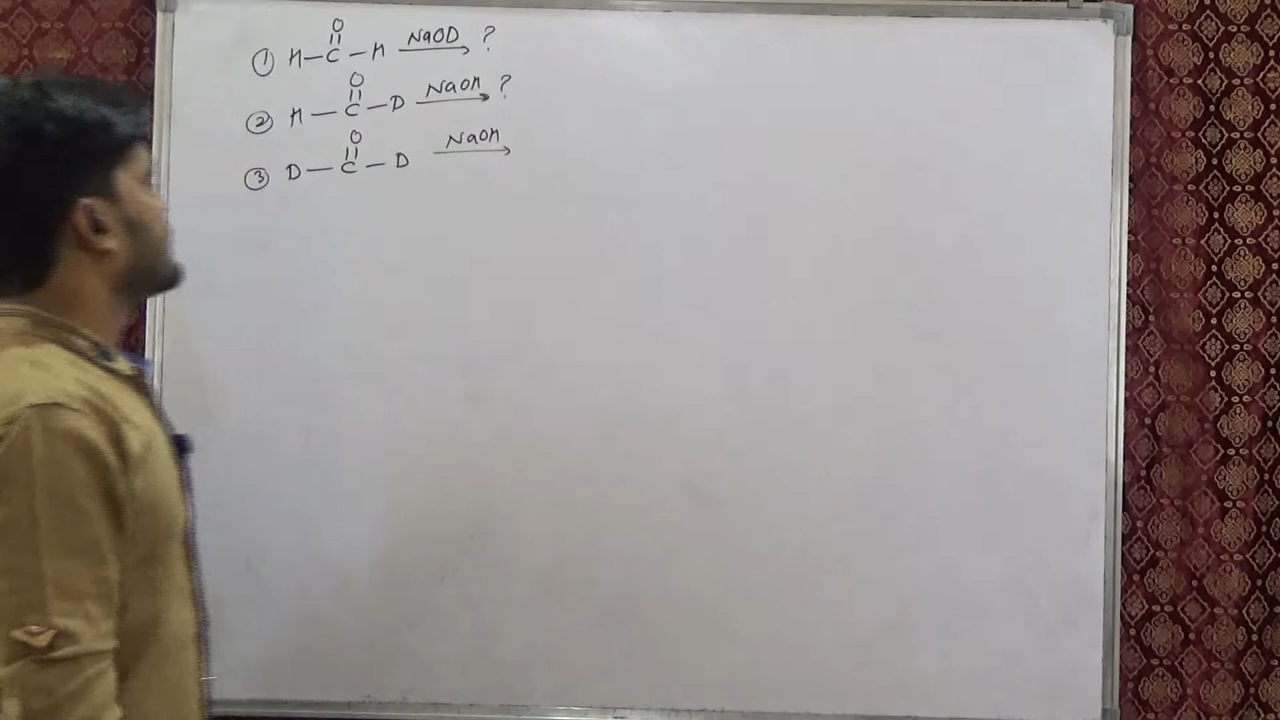 O
① H—C—H NaOD ?
O
② H—C—D NaOH ?
O
③ D—C—D NaOH